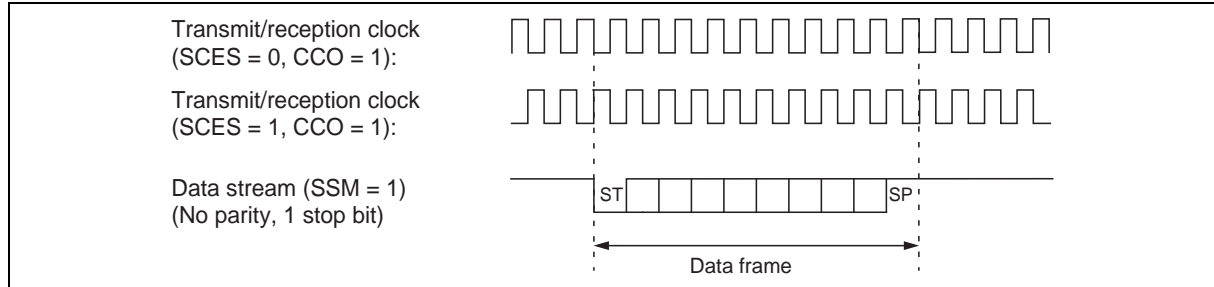 Transmit/reception clock
(SCES = 0, CCO = 1):
Transmit/reception clock
(SCES = 1, CCO = 1):
Data stream (SSM = 1)
(No parity, 1 stop bit)
ST
SP
Data frame